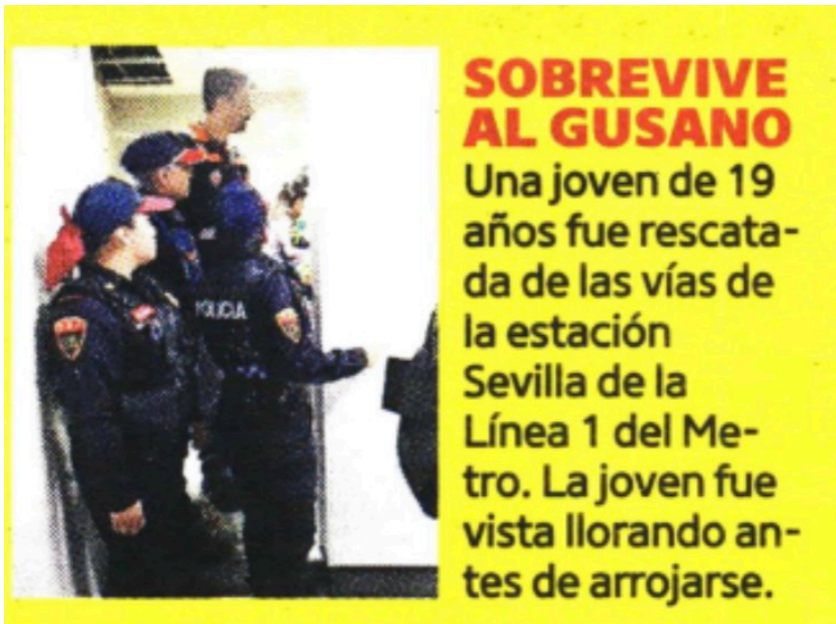 SOBREVIVE
AL GUSANO
Una joven de 19
años fue rescata-
da de las vías de
la estación
Sevilla de la
Línea 1 del Me-
tro. La joven fue
vista llorando an-
tes de arrojarse.
POLICIA